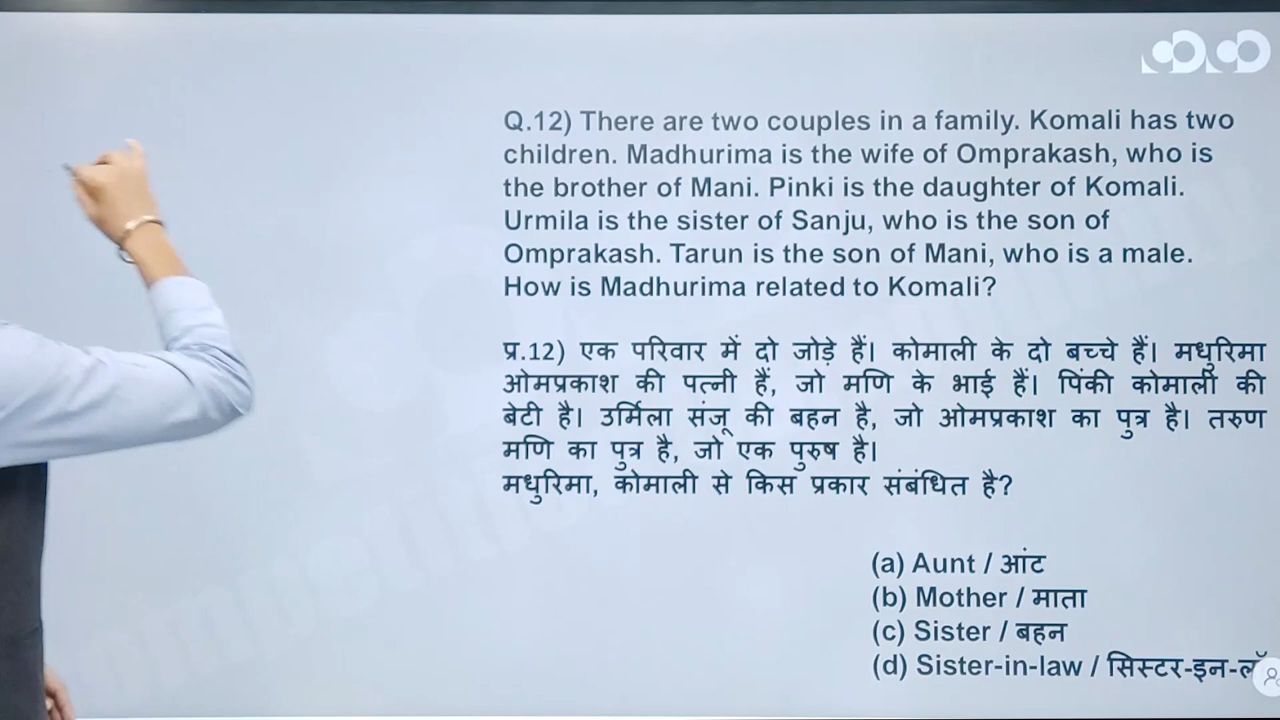 Q.12) There are two couples in a family. Komali has two
children. Madhurima is the wife of Omprakash, who is
the brother of Mani. Pinki is the daughter of Komali.
Urmila is the sister of Sanju, who is the son of
Omprakash. Tarun is the son of Mani, who is a male.
How is Madhurima related to Komali?
प्र.12) एक परिवार में दो जोड़े हैं। कोमाली के दो बच्चे हैं। मधुरिमा
ओमप्रकाश की पत्नी हैं, जो मणि के भाई हैं। पिंकी कोमाली की
बेटी है। उर्मिला संजू की बहन है, जो ओमप्रकाश का पुत्र है। तरुण
मणि का पुत्र है, जो एक पुरुष है।
मधुरिमा, कोमाली से किस प्रकार संबंधित है?
(a) Aunt / आंट
(b) Mother / माता
(c) Sister / बहन
(d) Sister-in-law / सिस्टर-इन-लॉ